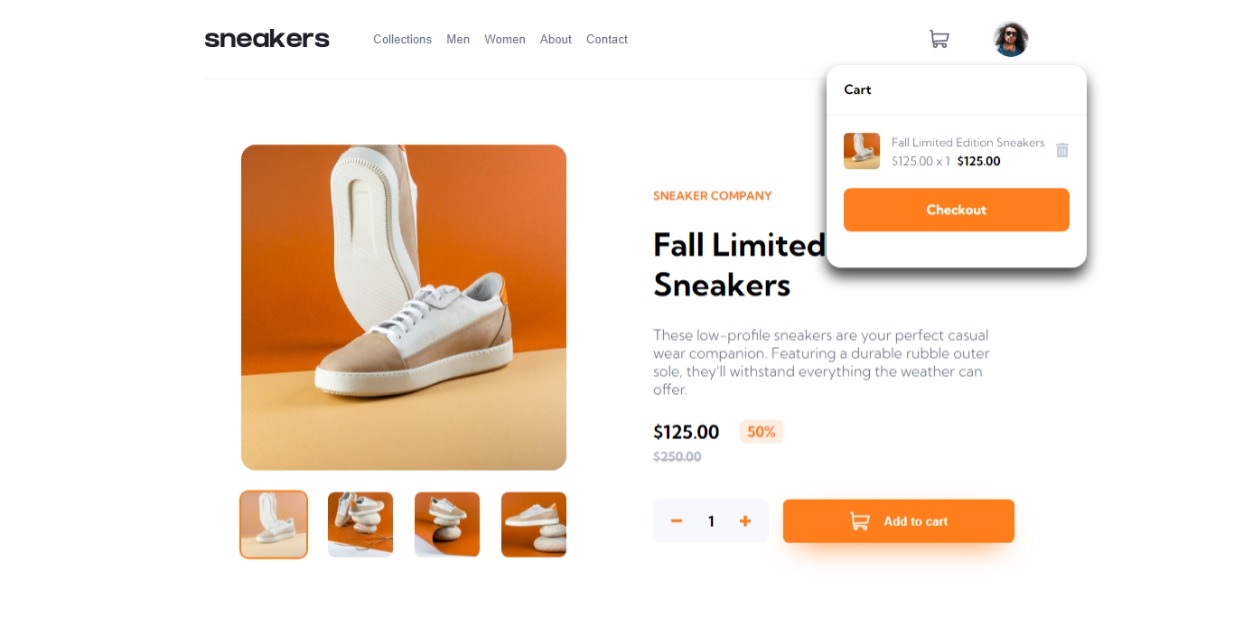 sneakers
Collections Men Women About Contact
Cart
Fall Limited Edition Sneakers
$125.00 x 1 $125.00
Checkout
SNEAKER COMPANY
Fall Limited
Sneakers
These low-profile sneakers are your perfect casual
wear companion. Featuring a durable rubble outer
sole, they'll withstand everything the weather can
offer.
$125.00 50%
$250.00
1 Add to cart